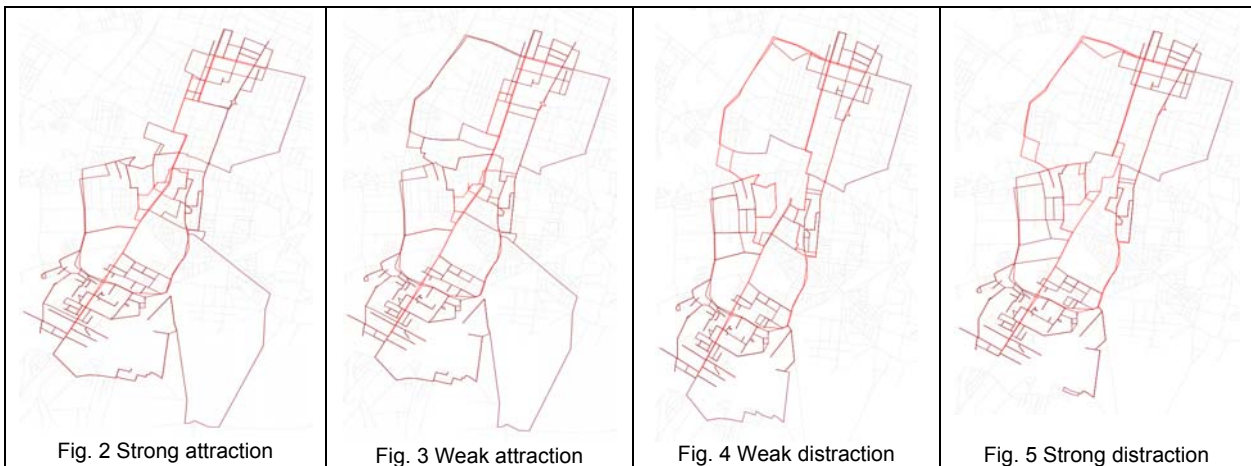 Fig. 2 Strong attraction
Fig. 3 Weak attraction
Fig. 4 Weak distraction
Fig. 5 Strong distraction